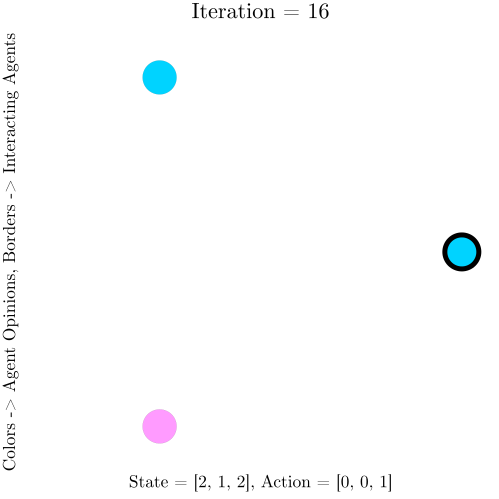 Iteration = 16
Colors -> Agent Opinions, Borders -> Interacting Agents
State = [2, 1, 2], Action = [0, 0, 1]